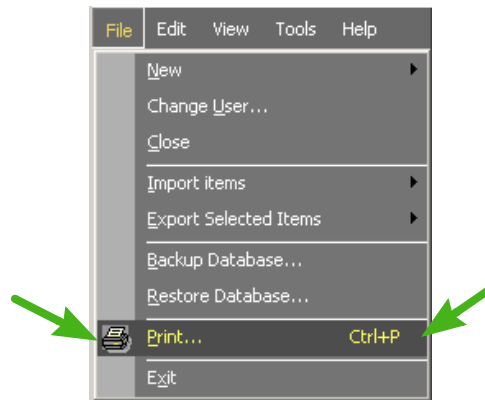 File Edit View Tools Help
New
Change User...
Close
Import items
Export Selected Items
Backup Database...
Restore Database...
Print... Ctrl+P
Exit